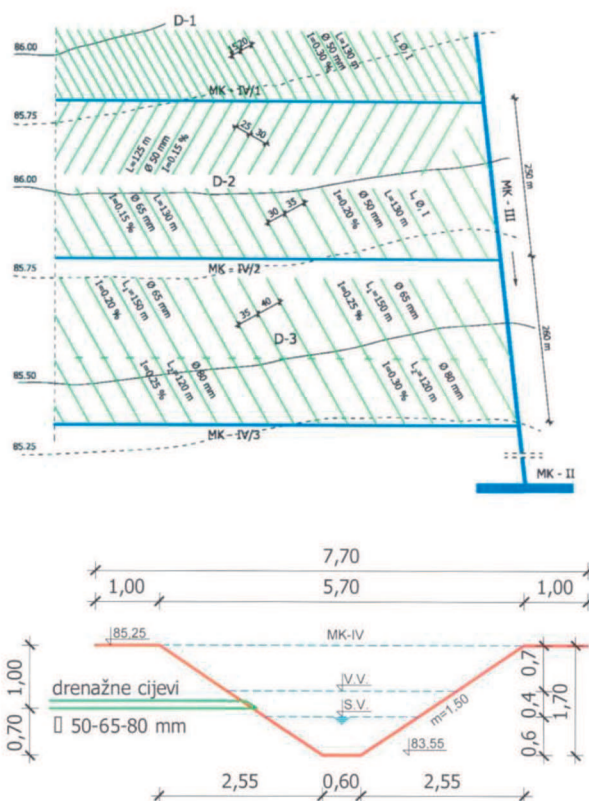 D-1
86.00
15 20
I=0.30 %
Ø 50 mm
L=130 m
L, Ø, I
MK - IV/1
85.75
25 30
L=125 m
Ø 50 mm
I=0.15 %
250 m
86.00
D-2
MK - III
I=0.15 %
Ø 65 mm
L=130 m
30 35
I=0.20 %
Ø 50 mm
L=130 m
L, Ø, I
85.75
MK - IV/2
I=0.20 %
L₁=150 m
Ø 65 mm
35 40
I=0.25 %
L₁=150 m
Ø 65 mm
260 m
D-3
85.50
I=0.25 %
L₂=120 m
Ø 80 mm
I=0.30 %
L₂=120 m
Ø 80 mm
85.25
MK - IV/3
MK - II
7,70
1,00 5,70 1,00
85.25
MK-IV
1,00
0,7
drenažne cijevi
V.V.
0,4
1,70
S.V.
m=1.50
▯ 50-65-80 mm
0,70
0,6
83.55
2,55 0,60 2,55